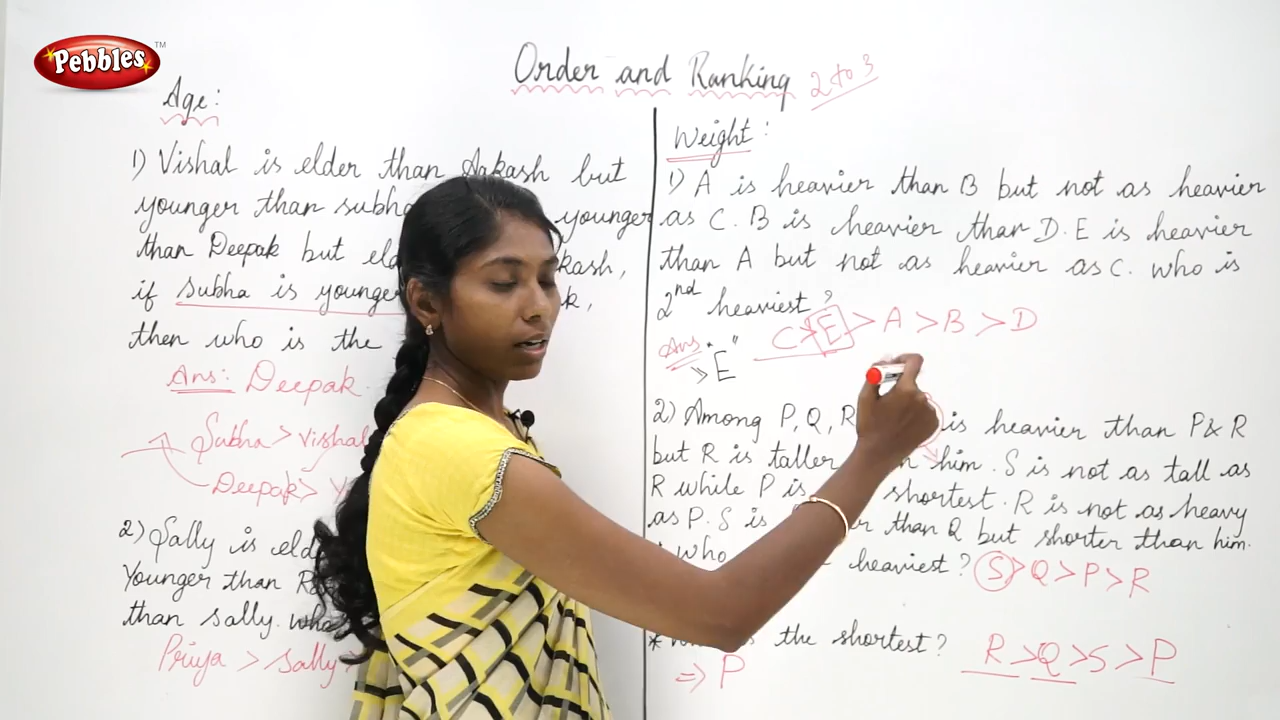 Pebbles TM
Order and Ranking 2 to 3
Age:
1) Vishal is elder than Aakash but
younger than Subha younger
than Deepak but kash,
if Subha is younger k,
then who is the
Ans: Deepak.
Subha > Vishal
Deepak >
2) Sally is
Younger than
than Sally. who
Priya > Sally >
Weight:
1) A is heavier than B but not as heavier
as C. B is heavier than D. E is heavier
than A but not as heavier as C. who is
2nd heaviest?
C > E > A > B > D
Ans
"E"
2) Among P, Q, R is heavier than P & R
but R is taller him. S is not as tall as
R while P is shortest. R is not as heavy
as P. S is than Q but shorter than him.
* who heaviest? S > Q > P > R
* the shortest? R > Q > S > P
=> P